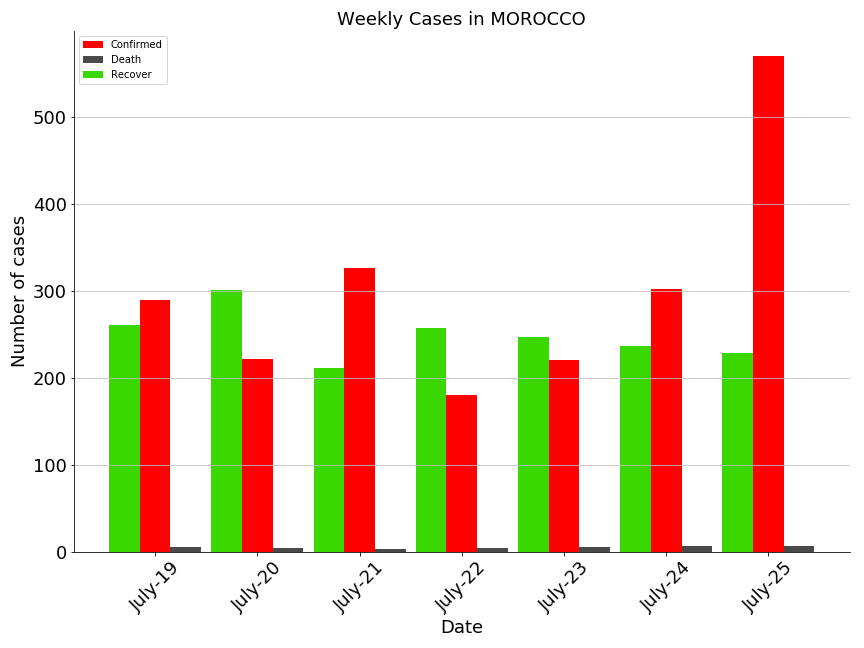 Weekly Cases in MOROCCO
Confirmed
Death
Recover
Number of cases
500
400
300
200
100
0
July-19
July-20
July-21
July-22
July-23
July-24
July-25
Date